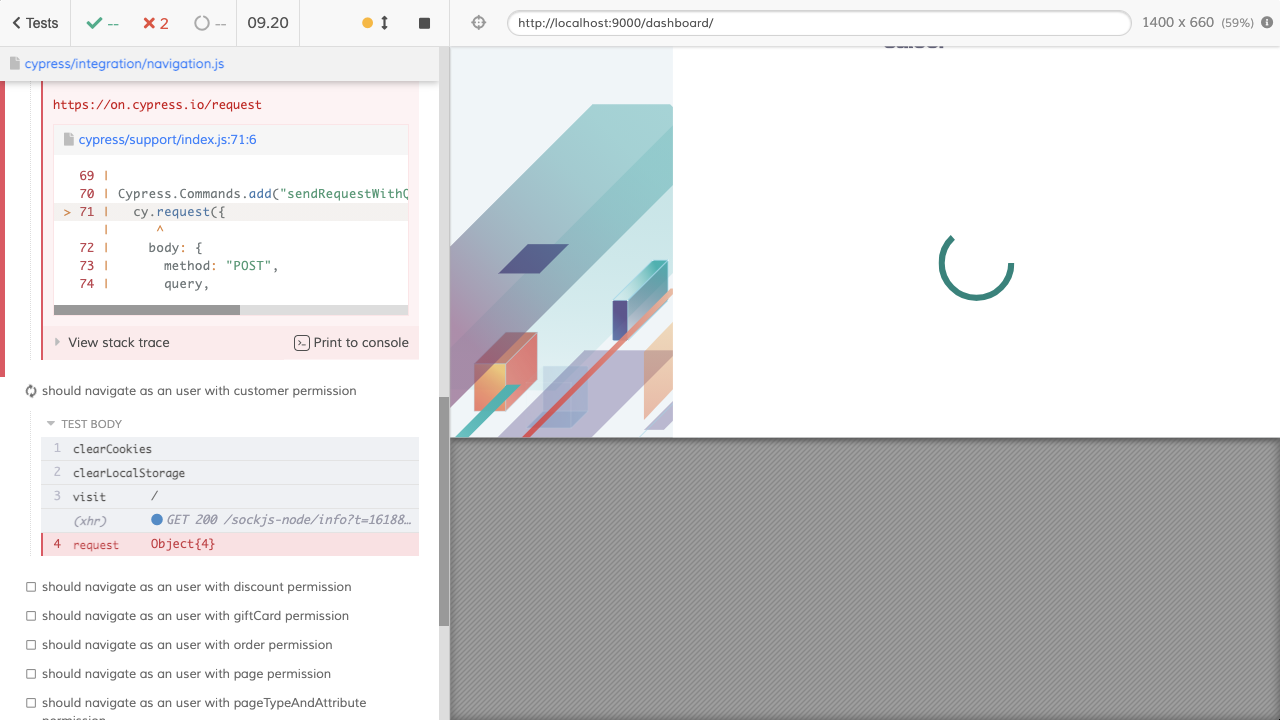 Tests
--
2
--
09.20
http://localhost:9000/dashboard/
1400 x 660 (59%)
cypress/integration/navigation.js
https://on.cypress.io/request
cypress/support/index.js:71:6
69 |
70 | Cypress.Commands.add("sendRequestWithQ
> 71 | cy.request({
| ^
72 | body: {
73 | method: "POST",
74 | query,
View stack trace
Print to console
should navigate as an user with customer permission
TEST BODY
1 clearCookies
2 clearLocalStorage
3 visit /
(xhr) GET 200 /sockjs-node/info?t=16188…
4 request Object{4}
should navigate as an user with discount permission
should navigate as an user with giftCard permission
should navigate as an user with order permission
should navigate as an user with page permission
should navigate as an user with pageTypeAndAttribute
permission